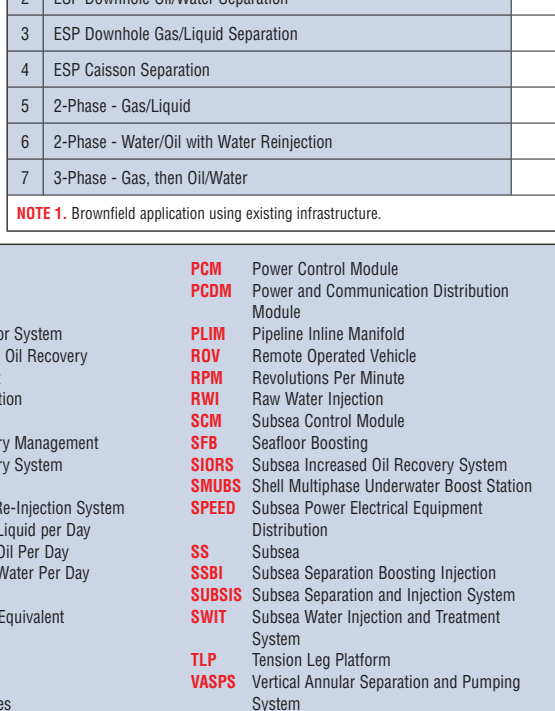 2 ESP Downhole Oil/Water Separation
3 ESP Downhole Gas/Liquid Separation
4 ESP Caisson Separation
5 2-Phase - Gas/Liquid
6 2-Phase - Water/Oil with Water Reinjection
7 3-Phase - Gas, then Oil/Water
NOTE 1. Brownfield application using existing infrastructure.
or System
Oil Recovery
tion
ry Management
ry System
Re-Injection System
Liquid per Day
Oil Per Day
Water Per Day
Equivalent
es
PCM Power Control Module
PCDM Power and Communication Distribution
Module
PLIM Pipeline Inline Manifold
ROV Remote Operated Vehicle
RPM Revolutions Per Minute
RWI Raw Water Injection
SCM Subsea Control Module
SFB Seafloor Boosting
SIORS Subsea Increased Oil Recovery System
SMUBS Shell Multiphase Underwater Boost Station
SPEED Subsea Power Electrical Equipment
Distribution
SS Subsea
SSBI Subsea Separation Boosting Injection
SUBSIS Subsea Separation and Injection System
SWIT Subsea Water Injection and Treatment
System
TLP Tension Leg Platform
VASPS Vertical Annular Separation and Pumping
System